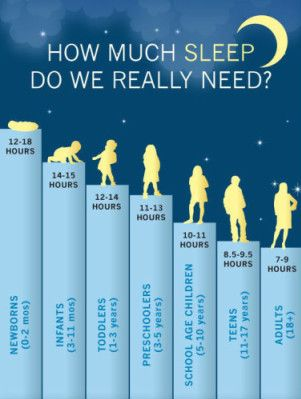 HOW MUCH SLEEP
DO WE REALLY NEED?
12-18
HOURS
NEWBORNS
(0-2 mos)
14-15
HOURS
INFANTS
(3-11 mos)
12-14
HOURS
TODDLERS
(1-3 years)
11-13
HOURS
PRESCHOOLERS
(3-5 years)
10-11
HOURS
SCHOOL AGE CHILDREN
(5-10 years)
8.5-9.5
HOURS
TEENS
(11-17 years)
7-9
HOURS
ADULTS
(18+)